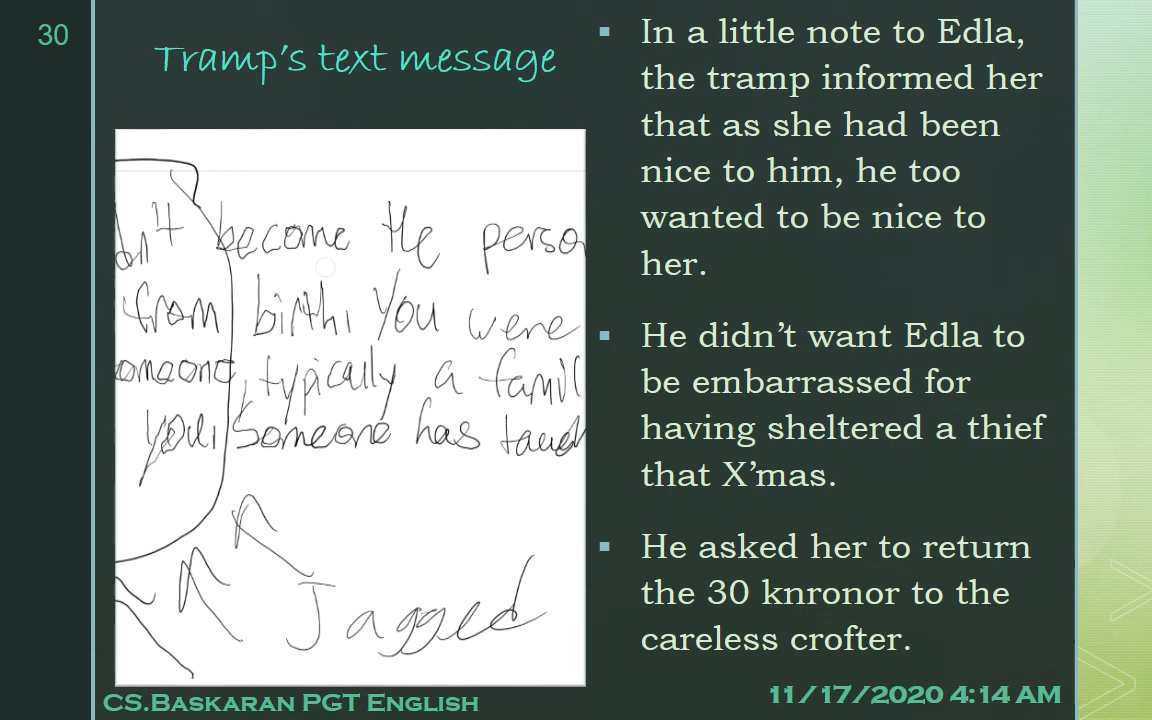 30
Tramp's text message
become the perso
from birth, You were
omeone, typically a famil
you, Someone has
Jagged
▪ In a little note to Edla,
the tramp informed her
that as she had been
nice to him, he too
wanted to be nice to
her.
▪ He didn't want Edla to
be embarrassed for
having sheltered a thief
that X'mas.
▪ He asked her to return
the 30 knronor to the
careless crofter.
CS.Baskaran PGT English
11/17/2020 4:14 AM